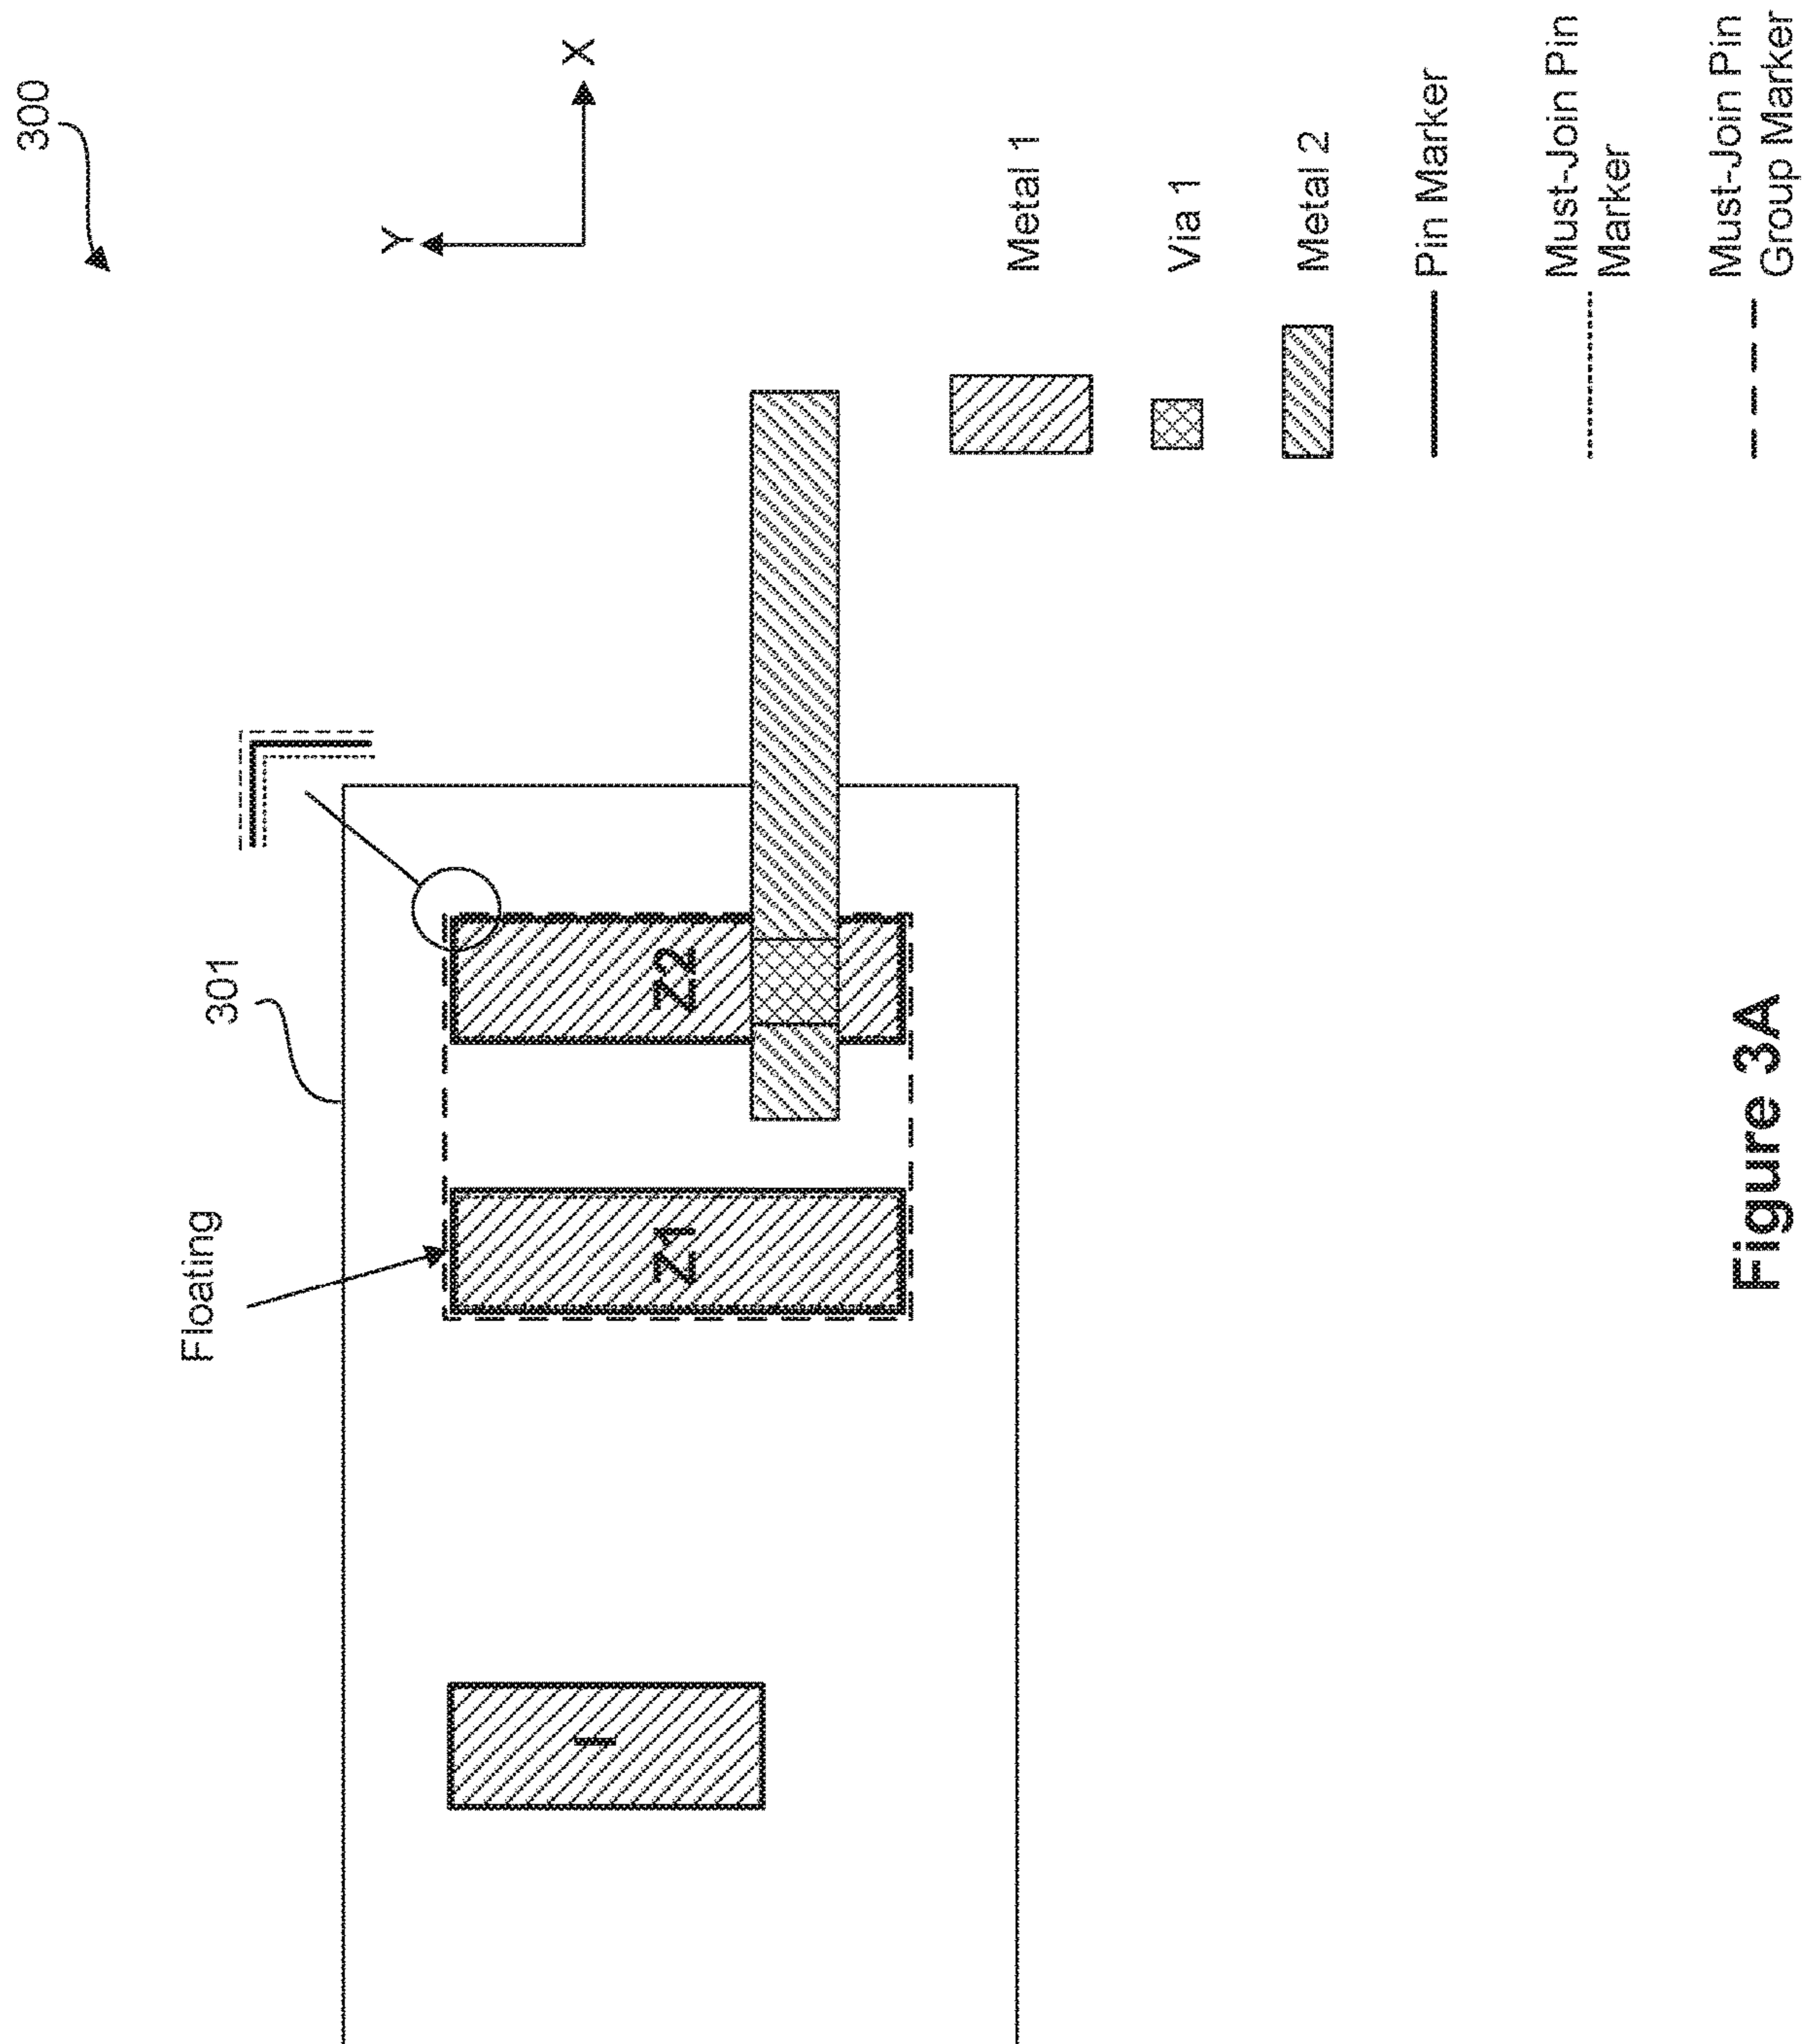 300
Floating
301
Y
X
I
Z1
Z2
Metal 1
Via 1
Metal 2
Pin Marker
Must-Join Pin
Marker
Must-Join Pin
Group Marker
Figure 3A